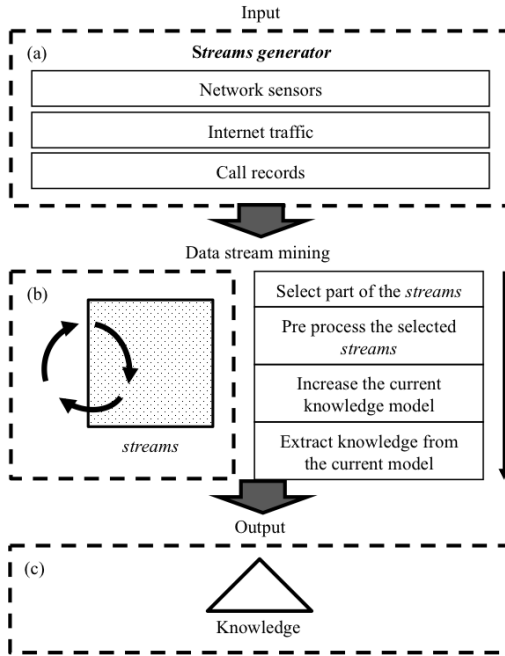 Input
(a)
Streams generator
Network sensors
Internet traffic
Call records
Data stream mining
(b)
streams
Select part of the streams
Pre process the selected
streams
Increase the current
knowledge model
Extract knowledge from
the current model
Output
(c)
Knowledge